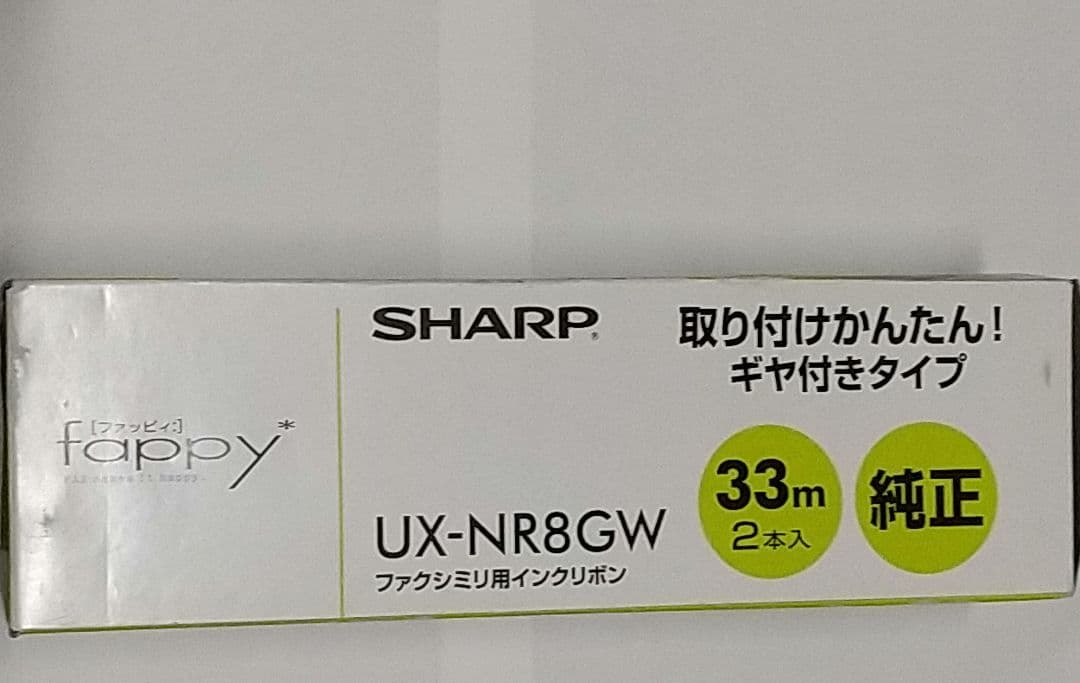 SHARP®
取り付けかんたん!
ギヤ付きタイプ
[ファッピィ:]
fappy*
33m
2本入
純正
UX-NR8GW
ファクシミリ用インクリボン